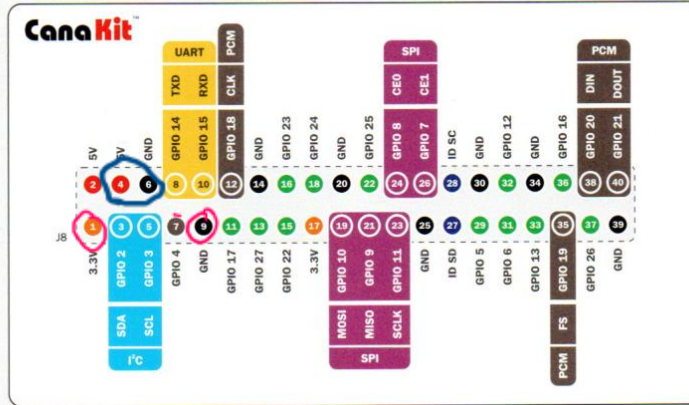 CanaKit™
UART
PCM
SPI
PCM
TXD
RXD
CLK
CE0
CE1
DIN
DOUT
5V
5V
GND
GPIO 14
GPIO 15
GPIO 18
GND
GPIO 23
GPIO 24
GND
GPIO 25
GPIO 8
GPIO 7
ID SC
GND
GPIO 12
GND
GPIO 16
GPIO 20
GPIO 21
2 4 6 8 10 12 14 16 18 20 22 24 26 28 30 32 34 36 38 40
J8
1 3 5 7 9 11 13 15 17 19 21 23 25 27 29 31 33 35 37 39
3.3V
GPIO 2
GPIO 3
GPIO 4
GND
GPIO 17
GPIO 27
GPIO 22
3.3V
GPIO 10
GPIO 9
GPIO 11
GND
ID SD
GPIO 5
GPIO 6
GPIO 13
GPIO 19
GPIO 26
GND
SDA
SCL
MOSI
MISO
SCLK
FS
I²C
SPI
PCM